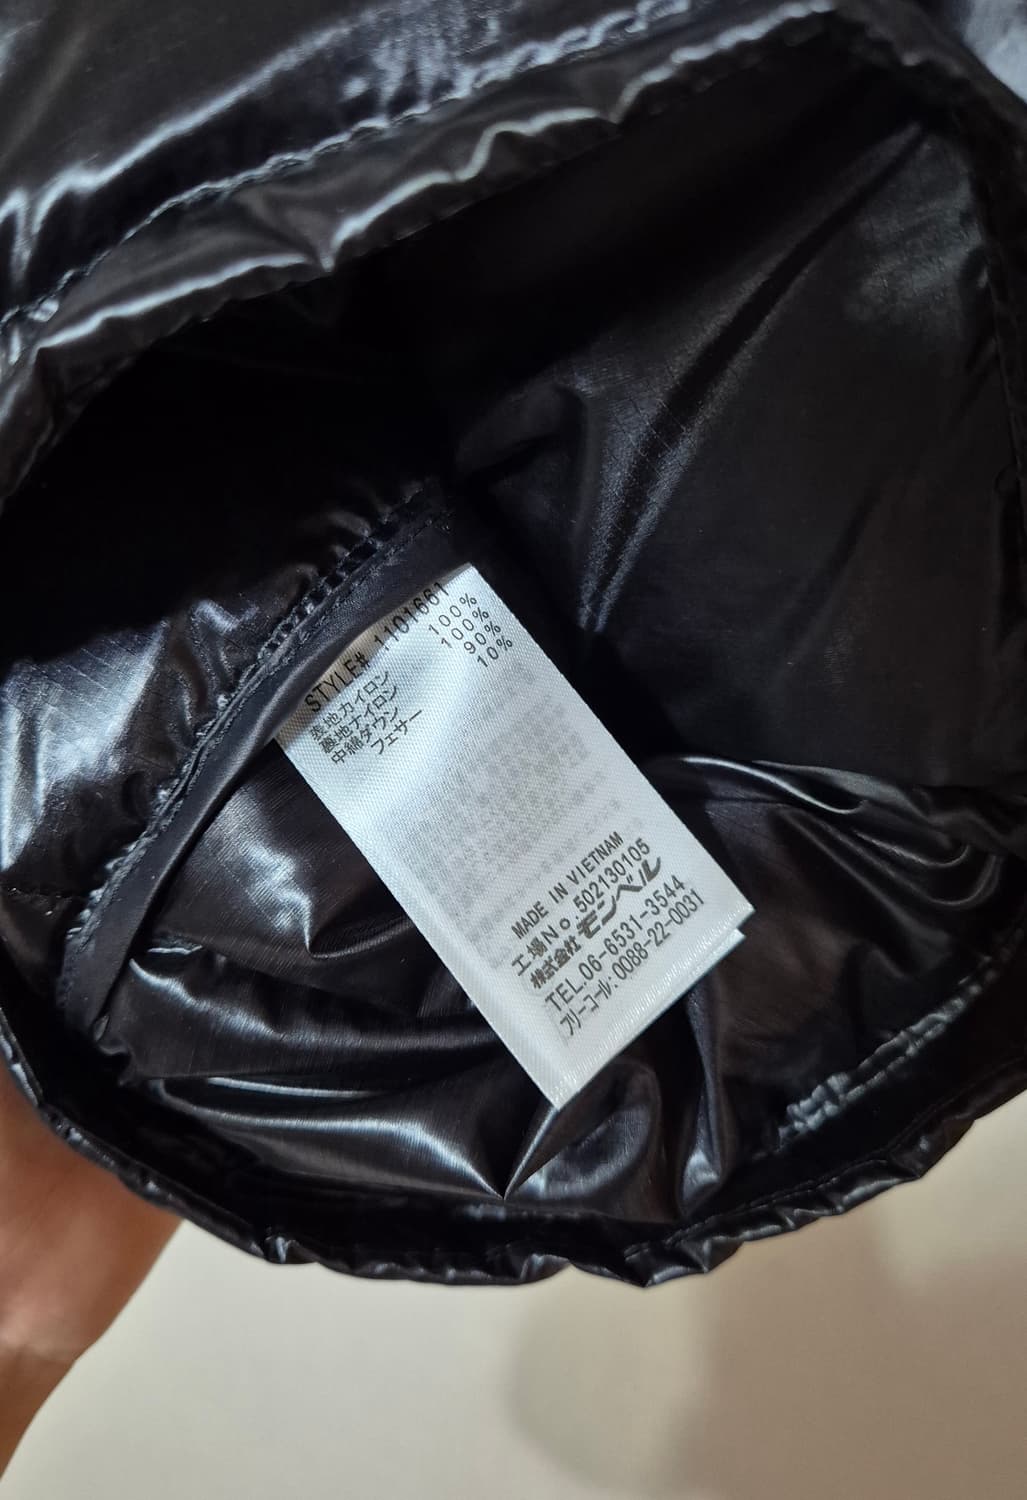 STYLE# 1101661
表地カイロン 100%
裏地ナイロン 100%
中綿ダウン 90%
フェザー 10%
MADE IN VIETNAM
工場No.502130105
株式会社モンベル
TEL.06-6531-3544
フリーコール:0088-22-0031